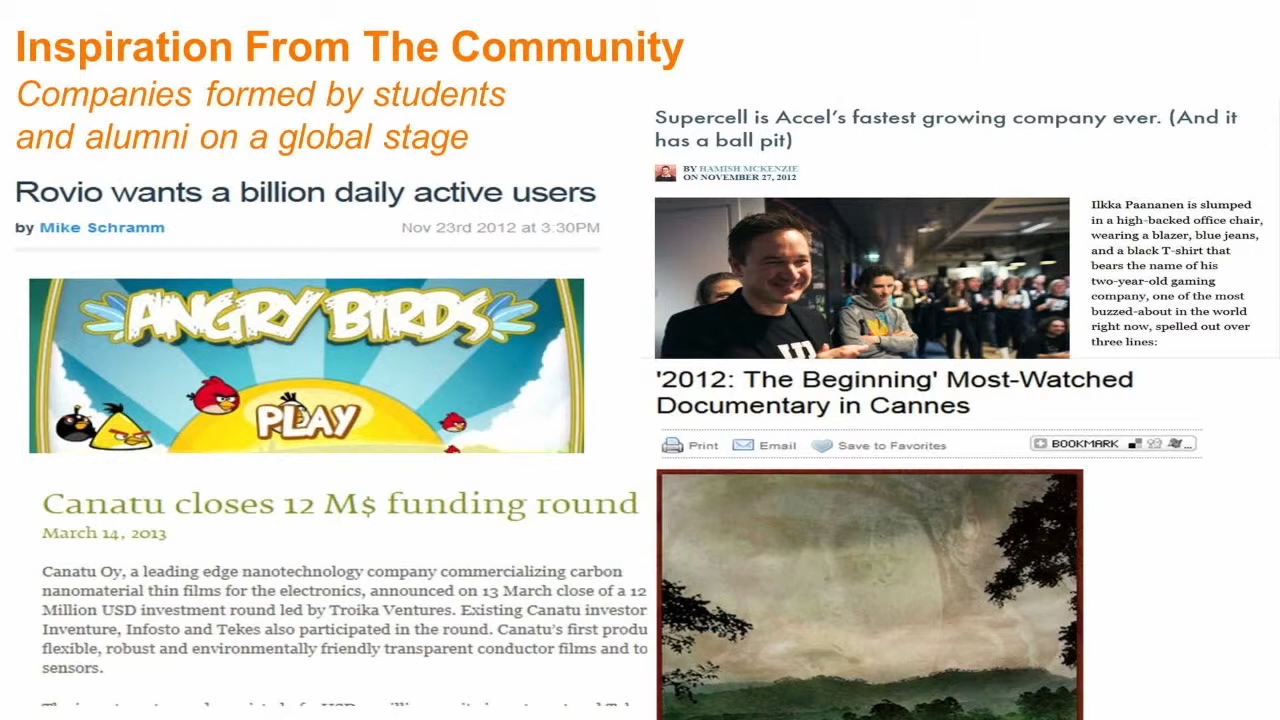 Inspiration From The Community
Companies formed by students
and alumni on a global stage
Rovio wants a billion daily active users
by Mike Schramm
Nov 23rd 2012 at 3:30PM
ANGRY BIRDS
PLAY
Canatu closes 12 M$ funding round
March 14, 2013
Canatu Oy, a leading edge nanotechnology company commercializing carbon
nanomaterial thin films for the electronics, announced on 13 March close of a 12
Million USD investment round led by Troika Ventures. Existing Canatu investor
Inventure, Infosto and Tekes also participated in the round. Canatu's first produ
flexible, robust and environmentally friendly transparent conductor films and to
sensors.
Supercell is Accel's fastest growing company ever. (And it
has a ball pit)
BY HAMISH MCKENZIE
ON NOVEMBER 27, 2012
Ilkka Paananen is slumped
in a high-backed office chair,
wearing a blazer, blue jeans,
and a black T-shirt that
bears the name of his
two-year-old gaming
company, one of the most
buzzed-about in the world
right now, spelled out over
three lines:
'2012: The Beginning' Most-Watched
Documentary in Cannes
Print Email Save to Favorites
BOOKMARK